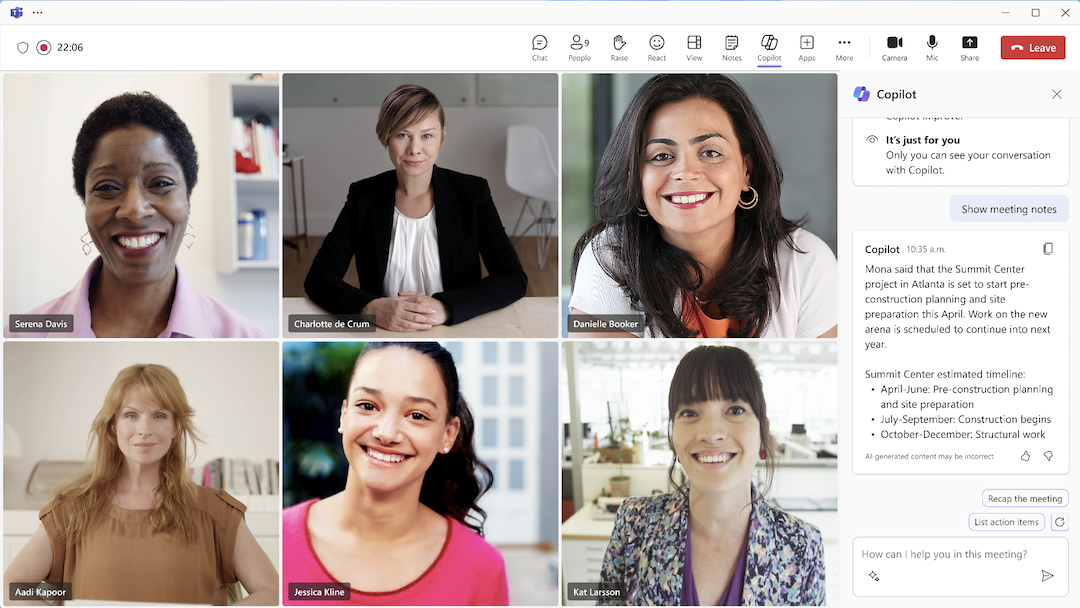 22:06
Chat
People
9
Raise
React
View
Notes
Copilot
Apps
More
Camera
Mic
Share
Leave
Serena Davis
Charlotte de Crum
Danielle Booker
Aadi Kapoor
Jessica Kline
Kat Larsson
Copilot
Copilot improve.
It's just for you
Only you can see your conversation
with Copilot.
Show meeting notes
Copilot 10:35 a.m.
Mona said that the Summit Center
project in Atlanta is set to start pre-
construction planning and site
preparation this April. Work on the new
arena is scheduled to continue into next
year.
Summit Center estimated timeline:
• April-June: Pre-construction planning
and site preparation
• July-September: Construction begins
• October-December: Structural work
AI-generated content may be incorrect
Recap the meeting
List action items
How can I help you in this meeting?